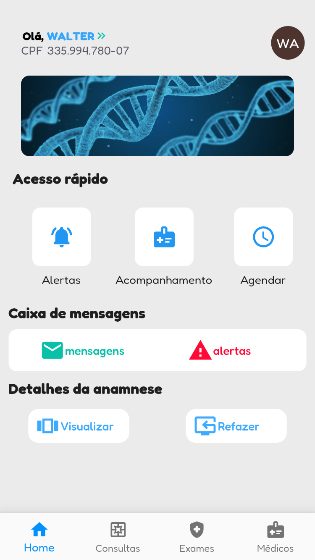 Olá, WALTER »
CPF 335.994.780-07
WA
Acesso rápido
Alertas
Acompanhamento
Agendar
Caixa de mensagens
mensagens
alertas
Detalhes da anamnese
Visualizar
Refazer
Home
Consultas
Exames
Médicos